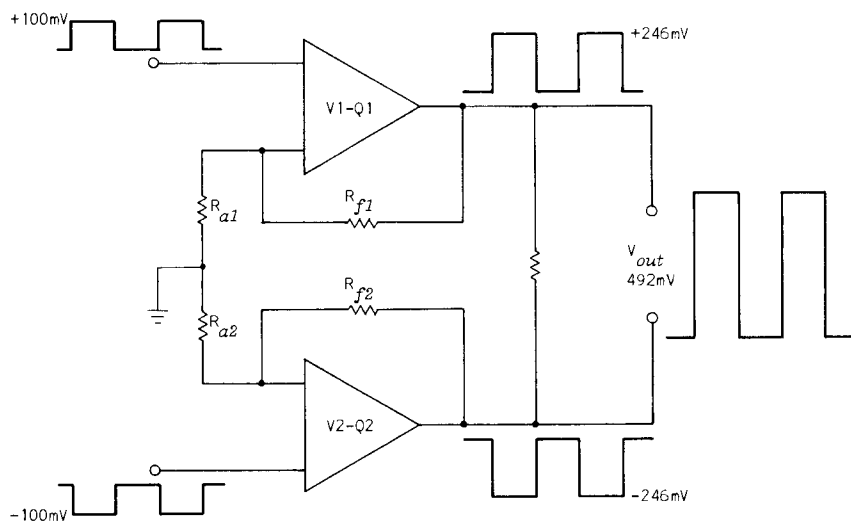 +100mV
+246mV
V1-Q1
Rf1
Ra1
Vout
492mV
Rf2
Ra2
V2-Q2
-100mV
-246mV